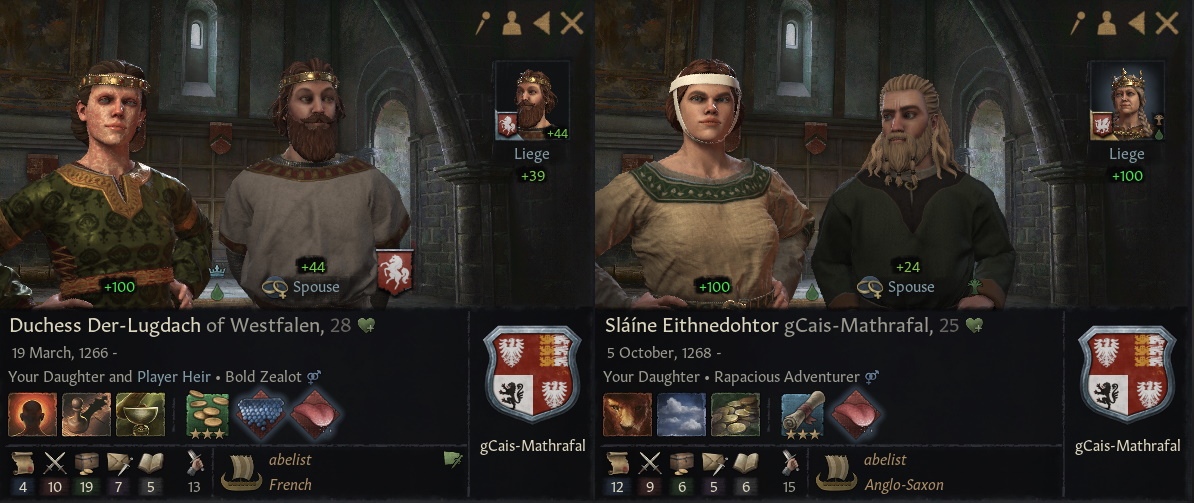 +44
Liege
+39
+44
+100
Spouse
Duchess Der-Lugdach of Westfalen, 28
19 March, 1266 -
Your Daughter and Player Heir • Bold Zealot
gCais-Mathrafal
4 10 19 7 5 13
abelist
French
Liege
+100
+24
+100
Spouse
Sláíne Eithnedohtor gCais-Mathrafal, 25
5 October, 1268 -
Your Daughter • Rapacious Adventurer
gCais-Mathrafal
12 9 6 5 6 15
abelist
Anglo-Saxon